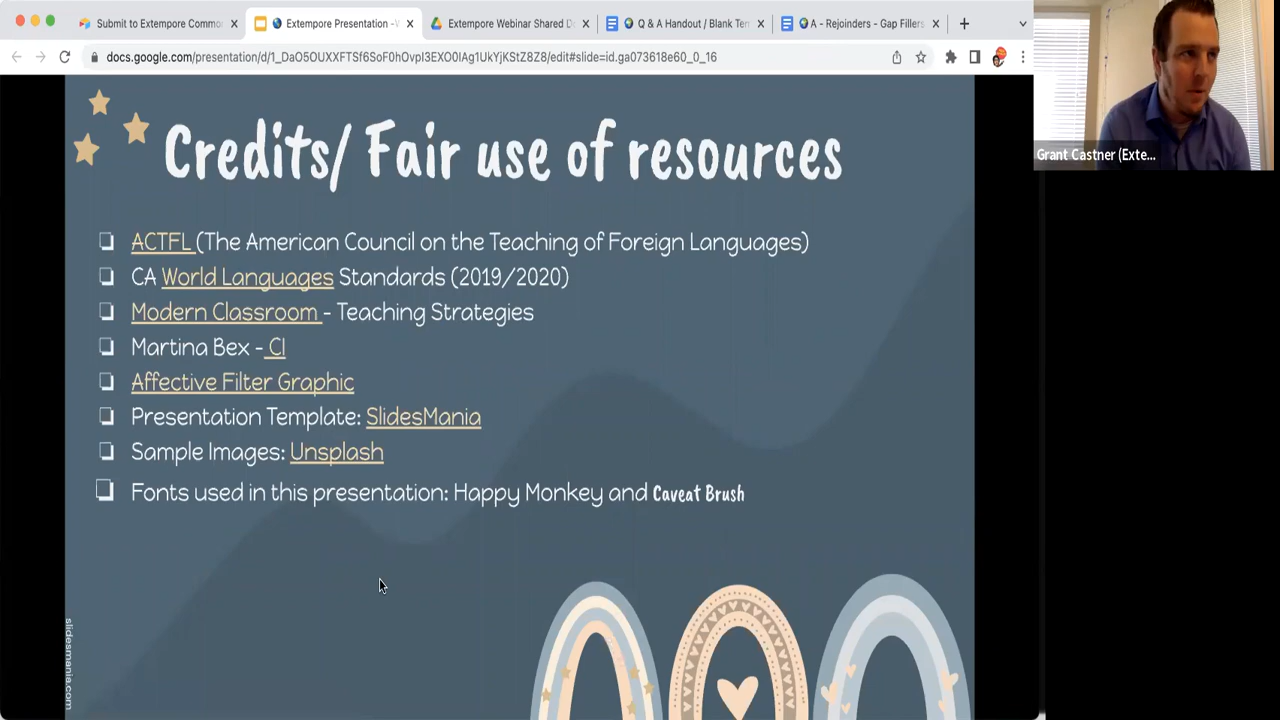 Submit to Extempore Commo
Extempore Presentation -
Extempore Webinar Shared D
Q & A Handout / Blank Ten
A - Rejoinders - Gap Fillers
docs.google.com/presentation/d/
edit#slide=id.ga073618e60_0_16
Credits/Fair use of resources
ACTFL (The American Council on the Teaching of Foreign Languages)
CA World Languages Standards (2019/2020)
Modern Classroom - Teaching Strategies
Martina Bex - CI
Affective Filter Graphic
Presentation Template: SlidesMania
Sample Images: Unsplash
Fonts used in this presentation: Happy Monkey and Caveat Brush
slidesmania.com
Grant Castner (Exte...